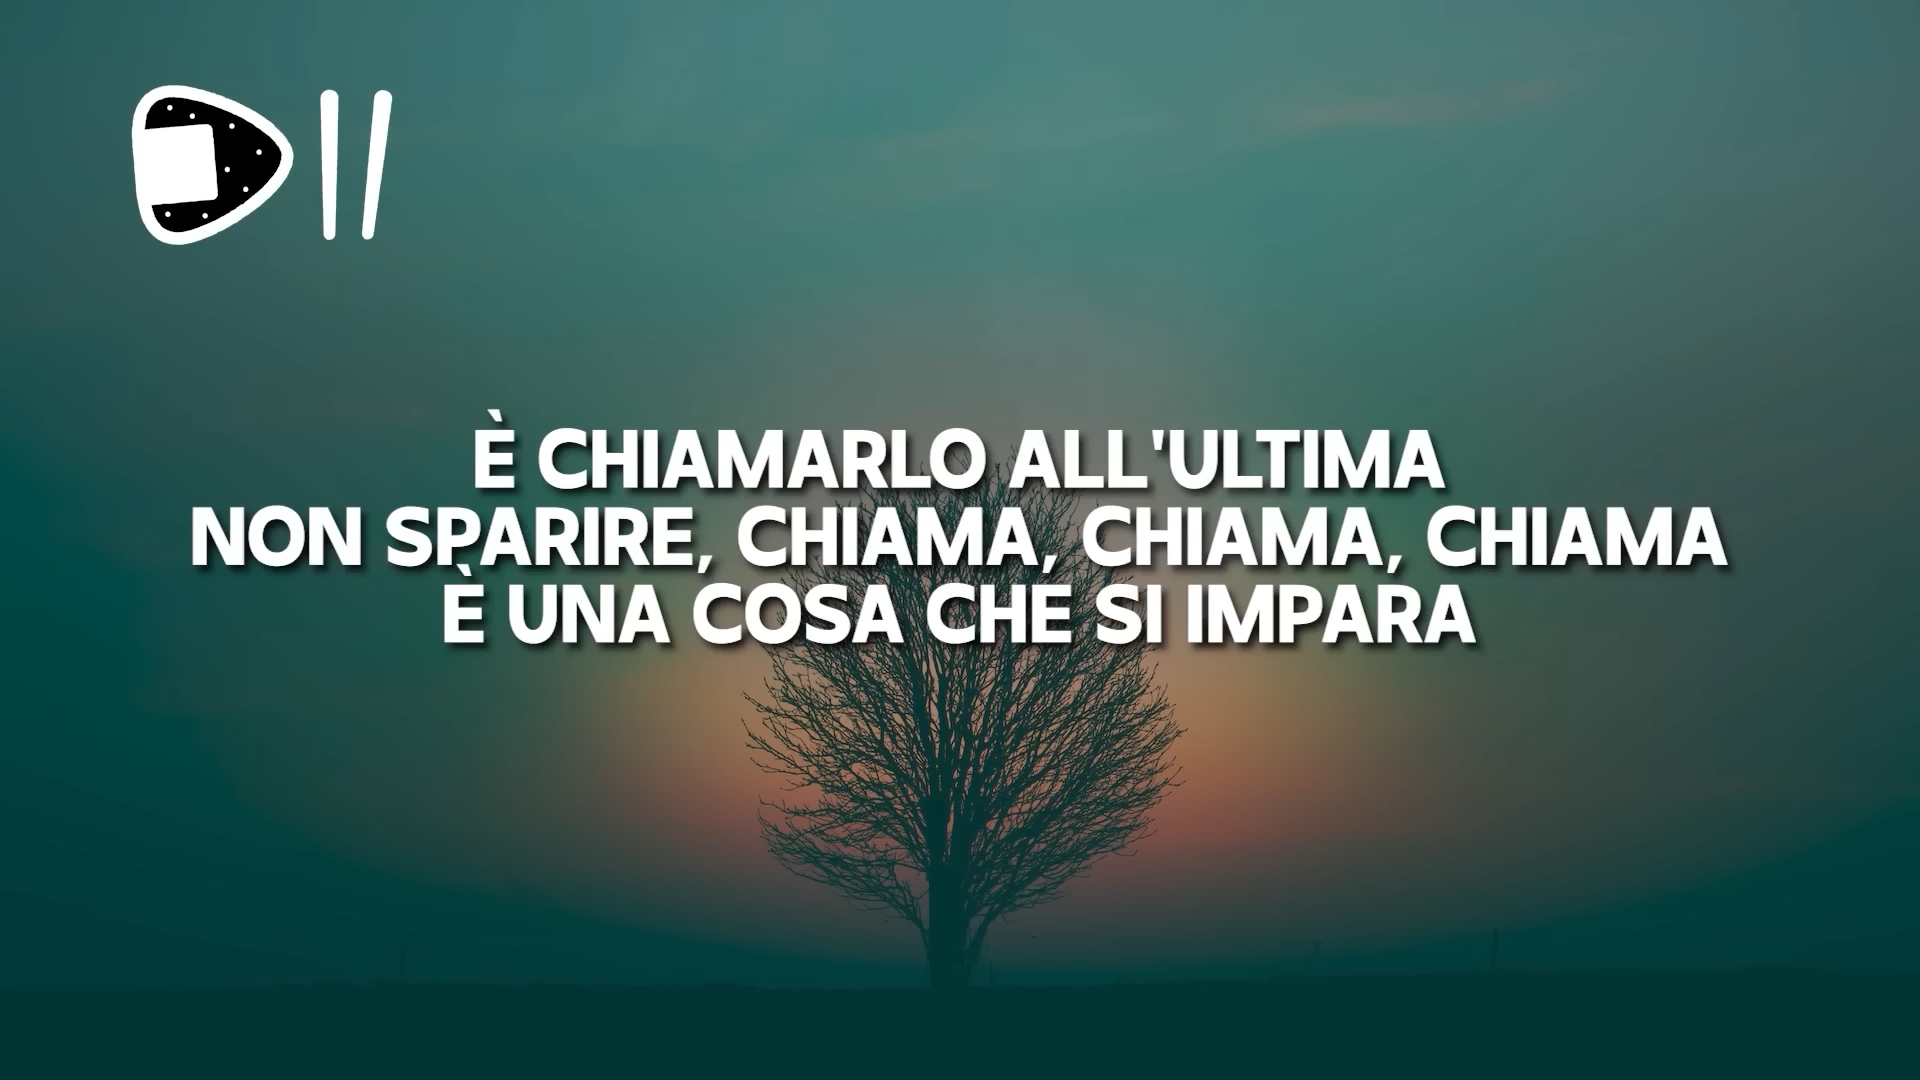 È CHIAMARLO ALL'ULTIMA
NON SPARIRE, CHIAMA, CHIAMA, CHIAMA
È UNA COSA CHE SI IMPARA